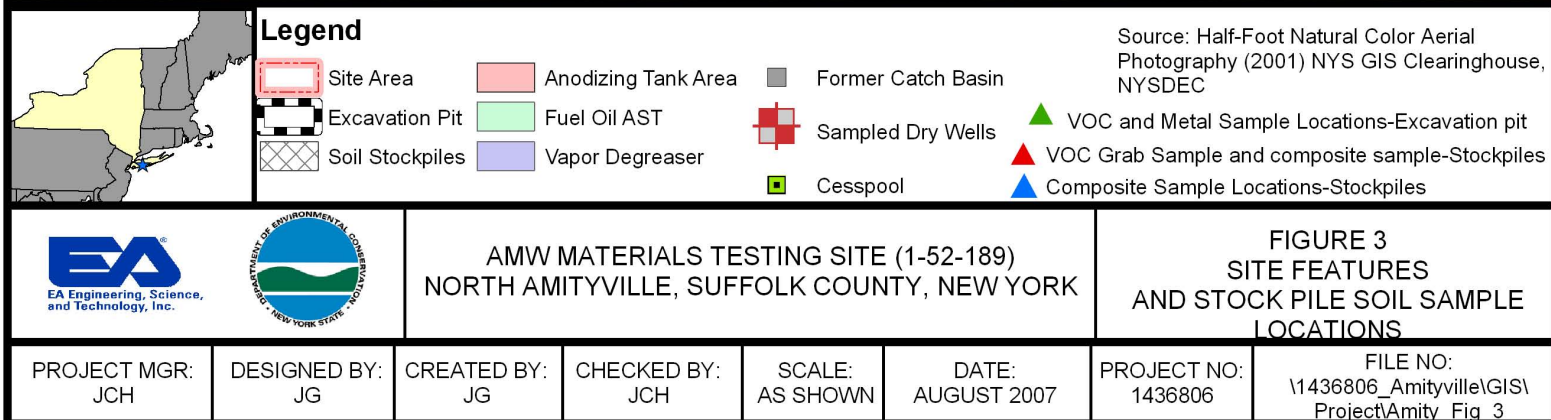 Legend
Site Area
Excavation Pit
Soil Stockpiles
Anodizing Tank Area
Fuel Oil AST
Vapor Degreaser
Former Catch Basin
Sampled Dry Wells
Cesspool
Source: Half-Foot Natural Color Aerial
Photography (2001) NYS GIS Clearinghouse,
NYSDEC
VOC and Metal Sample Locations-Excavation pit
VOC Grab Sample and composite sample-Stockpiles
Composite Sample Locations-Stockpiles
EA®
EA Engineering, Science,
and Technology, Inc.
DEPARTMENT OF ENVIRONMENTAL CONSERVATION
NEW YORK STATE
AMW MATERIALS TESTING SITE (1-52-189)
NORTH AMITYVILLE, SUFFOLK COUNTY, NEW YORK
FIGURE 3
SITE FEATURES
AND STOCK PILE SOIL SAMPLE
LOCATIONS
PROJECT MGR:
JCH
DESIGNED BY:
JG
CREATED BY:
JG
CHECKED BY:
JCH
SCALE:
AS SHOWN
DATE:
AUGUST 2007
PROJECT NO:
1436806
FILE NO:
\1436806_Amityville\GIS\
Project\Amity_Fig_3